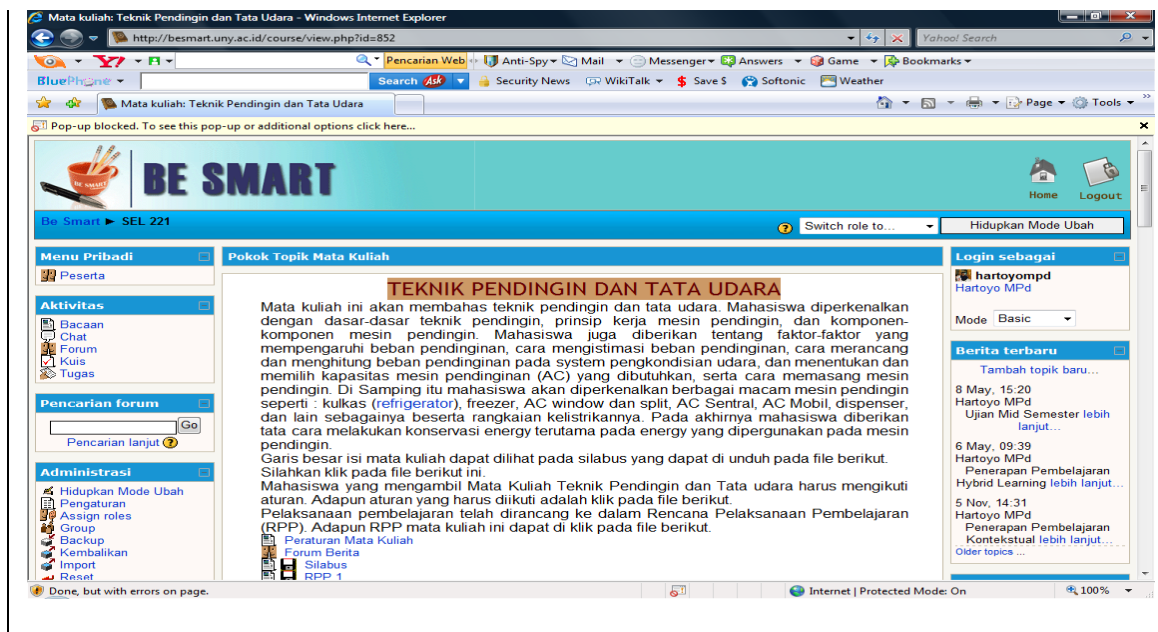 Mata kuliah: Teknik Pendingin dan Tata Udara - Windows Internet Explorer
http://besmart.uny.ac.id/course/view.php?id=852
Yahoo! Search
Pencarian Web
Anti-Spy
Mail
Messenger
Answers
Game
Bookmarks
BluePhone
Search
Security News
WikiTalk
Save $
Softonic
Weather
Mata kuliah: Teknik Pendingin dan Tata Udara
Page
Tools
Pop-up blocked. To see this pop-up or additional options click here...
BE SMART
BE SMART
Home
Logout
Be Smart ► SEL 221
Switch role to...
Hidupkan Mode Ubah
Menu Pribadi
Peserta
Aktivitas
Bacaan
Chat
Forum
Kuis
Tugas
Pencarian forum
Go
Pencarian lanjut
Administrasi
Hidupkan Mode Ubah
Pengaturan
Assign roles
Group
Backup
Kembalikan
Import
Reset
Pokok Topik Mata Kuliah
TEKNIK PENDINGIN DAN TATA UDARA
Mata kuliah ini akan membahas teknik pendingin dan tata udara. Mahasiswa diperkenalkan
dengan dasar-dasar teknik pendingin, prinsip kerja mesin pendingin, dan komponen-
komponen mesin pendingin. Mahasiswa juga diberikan tentang faktor-faktor yang
mempengaruhi beban pendinginan, cara mengistimasi beban pendinginan, cara merancang
dan menghitung beban pendinginan pada system pengkondisian udara, dan menentukan dan
memilih kapasitas mesin pendinginan (AC) yang dibutuhkan, serta cara memasang mesin
pendingin. Di Samping itu mahasiswa akan diperkenalkan berbagai macam mesin pendingin
seperti : kulkas (refrigerator), freezer, AC window dan split, AC Sentral, AC Mobil, dispenser,
dan lain sebagainya beserta rangkaian kelistrikannya. Pada akhirnya mahasiswa diberikan
tata cara melakukan konservasi energy terutama pada energy yang dipergunakan pada mesin
pendingin.
Garis besar isi mata kuliah dapat dilihat pada silabus yang dapat di unduh pada file berikut.
Silahkan klik pada file berikut ini.
Mahasiswa yang mengambil Mata Kuliah Teknik Pendingin dan Tata udara harus mengikuti
aturan. Adapun aturan yang harus diikuti adalah klik pada file berikut.
Pelaksanaan pembelajaran telah dirancang ke dalam Rencana Pelaksanaan Pembelajaran
(RPP). Adapun RPP mata kuliah ini dapat di klik pada file berikut.
Peraturan Mata Kuliah
Forum Berita
Silabus
RPP 1
Login sebagai
hartoyompd
Hartoyo MPd
Mode Basic
Berita terbaru
Tambah topik
baru...
8 May, 15:20
Hartoyo MPd
Ujian Mid Semester lebih
lanjut...
6 May, 09:39
Hartoyo MPd
Penerapan Pembelajaran
Hybrid Learning lebih lanjut...
5 Nov, 14:31
Hartoyo MPd
Penerapan Pembelajaran
Kontekstual lebih lanjut...
Older topics ...
Done, but with errors on page.
Internet | Protected Mode: On
100%